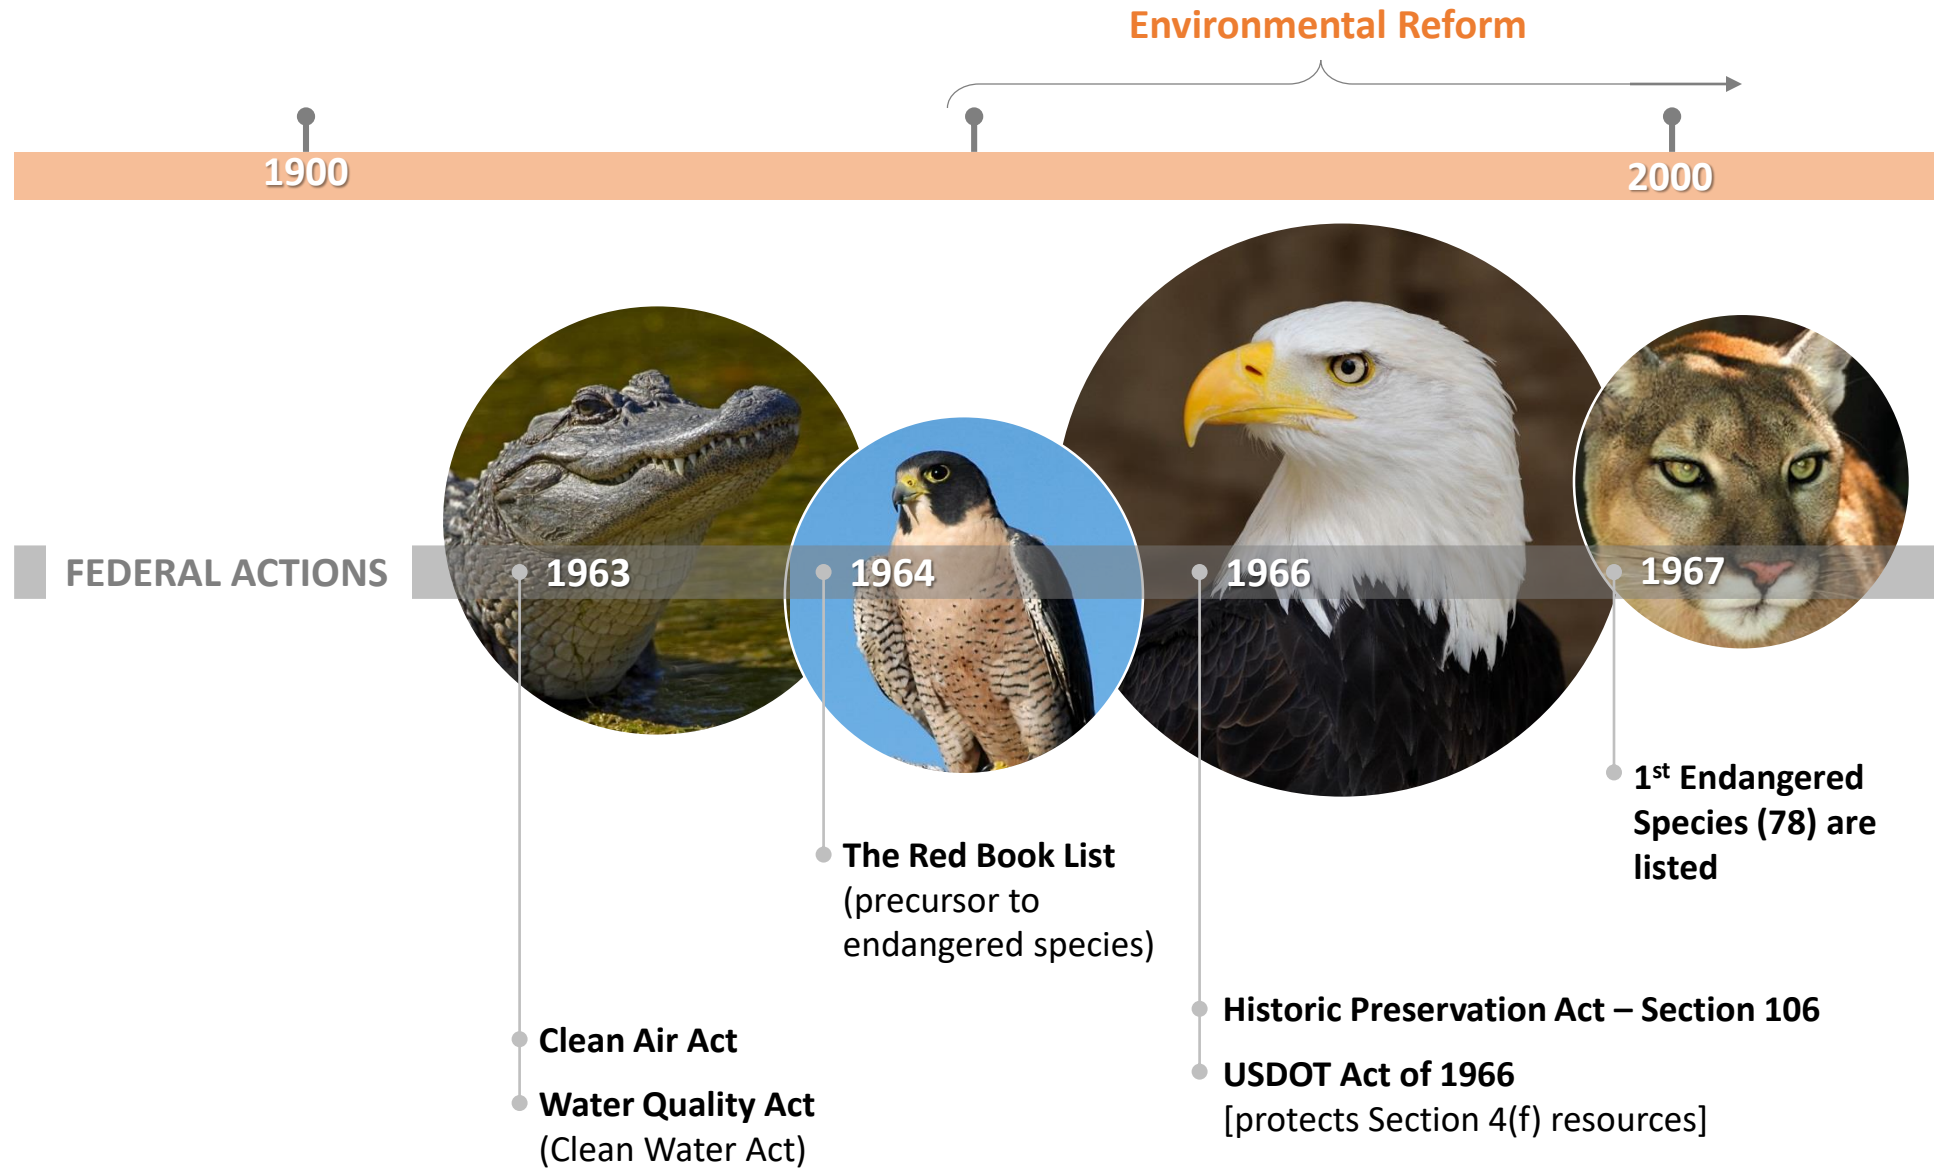 Environmental Reform
1900
2000
FEDERAL ACTIONS
1963
1964
1966
1967
1st Endangered
Species (78) are
listed
The Red Book List
(precursor to
endangered species)
Historic Preservation Act – Section 106
USDOT Act of 1966
[protects Section 4(f) resources]
Clean Air Act
Water Quality Act
(Clean Water Act)